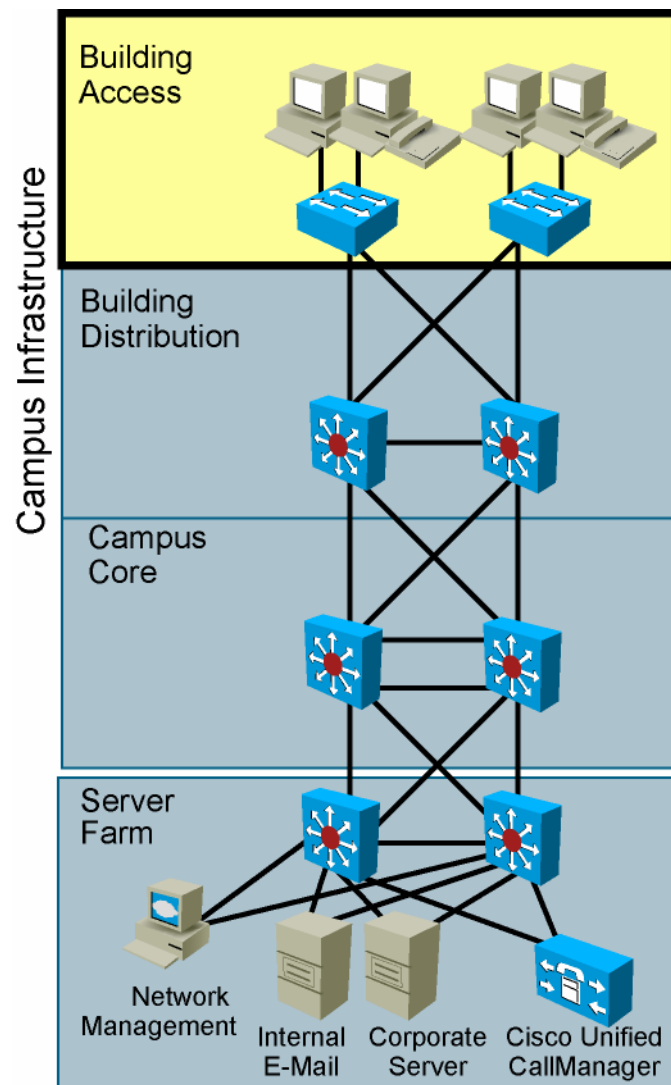 Campus Infrastructure
Building
Access
Building
Distribution
Campus
Core
Server
Farm
Network
Management
Internal
E-Mail
Corporate
Server
Cisco Unified
CallManager